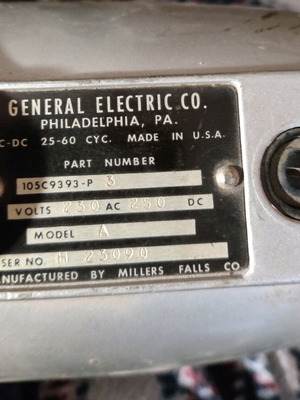 GENERAL ELECTRIC CO.
PHILADELPHIA, PA.
C-DC 25-60 CYC. MADE IN U.S.A.
PART NUMBER
105C9393-P 3
VOLTS 250 AC 250 DC
MODEL A
SER NO. H 23090
MANUFACTURED BY MILLERS FALLS CO.